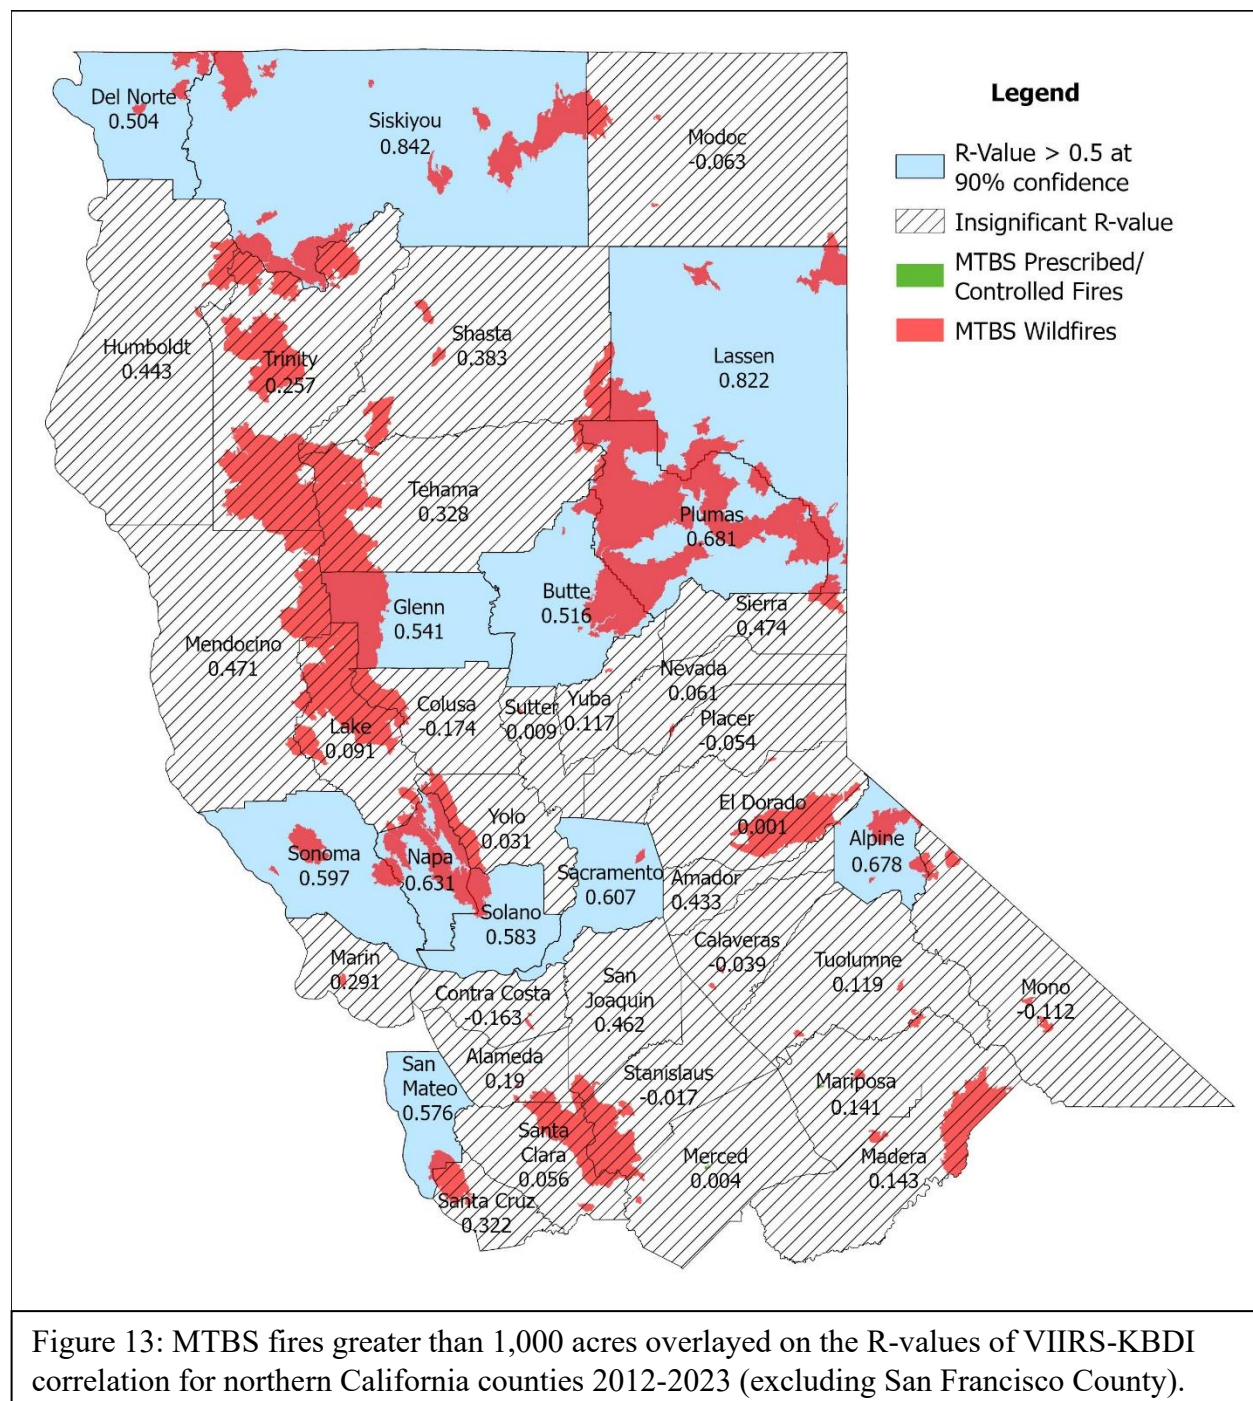 Legend
R-Value > 0.5 at
90% confidence
Insignificant R-value
MTBS Prescribed/
Controlled Fires
MTBS Wildfires
Del Norte
0.504
Siskiyou
0.842
Modoc
-0.063
Humboldt
0.443
Trinity
0.257
Shasta
0.383
Lassen
0.822
Tehama
0.328
Plumas
0.681
Glenn
0.541
Butte
0.516
Sierra
0.474
Mendocino
0.471
Nevada
0.061
Colusa
-0.174
Sutter
0.009
Yuba
0.117
Placer
-0.054
Lake
0.091
El Dorado
0.001
Yolo
0.031
Alpine
0.678
Sonoma
0.597
Napa
0.631
Sacramento
0.607
Amador
0.433
Solano
0.583
Calaveras
-0.039
Marin
0.291
Tuolumne
0.119
San
Joaquin
0.462
Contra Costa
-0.163
Mono
-0.112
San
Mateo
0.576
Alameda
0.19
Stanislaus
-0.017
Mariposa
0.141
Santa
Clara
0.056
Merced
0.004
Madera
0.143
Santa Cruz
0.322
Figure 13: MTBS fires greater than 1,000 acres overlayed on the R-values of VIIRS-KBDI
correlation for northern California counties 2012-2023 (excluding San Francisco County).